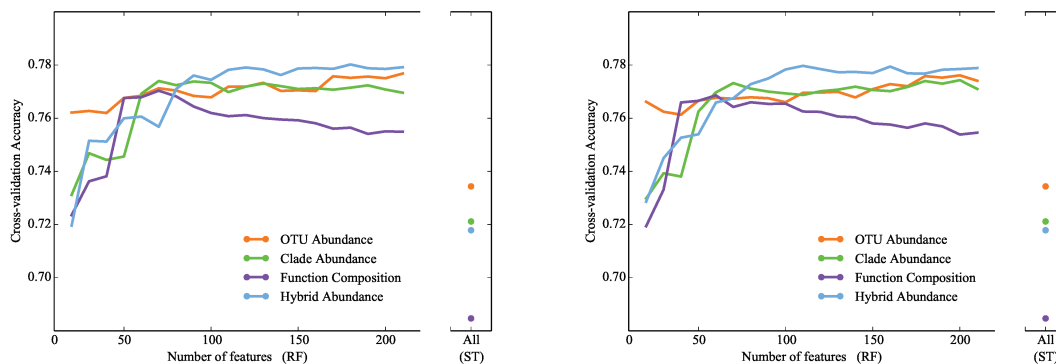 0.78
0.76
0.74
0.72
0.70
Cross-validation Accuracy
OTU Abundance
Clade Abundance
Function Composition
Hybrid Abundance
0 50 100 150 200
Number of features (RF)
All
(ST)
0.78
0.76
0.74
0.72
0.70
Cross-validation Accuracy
OTU Abundance
Clade Abundance
Function Composition
Hybrid Abundance
0 50 100 150 200
Number of features (RF)
All
(ST)